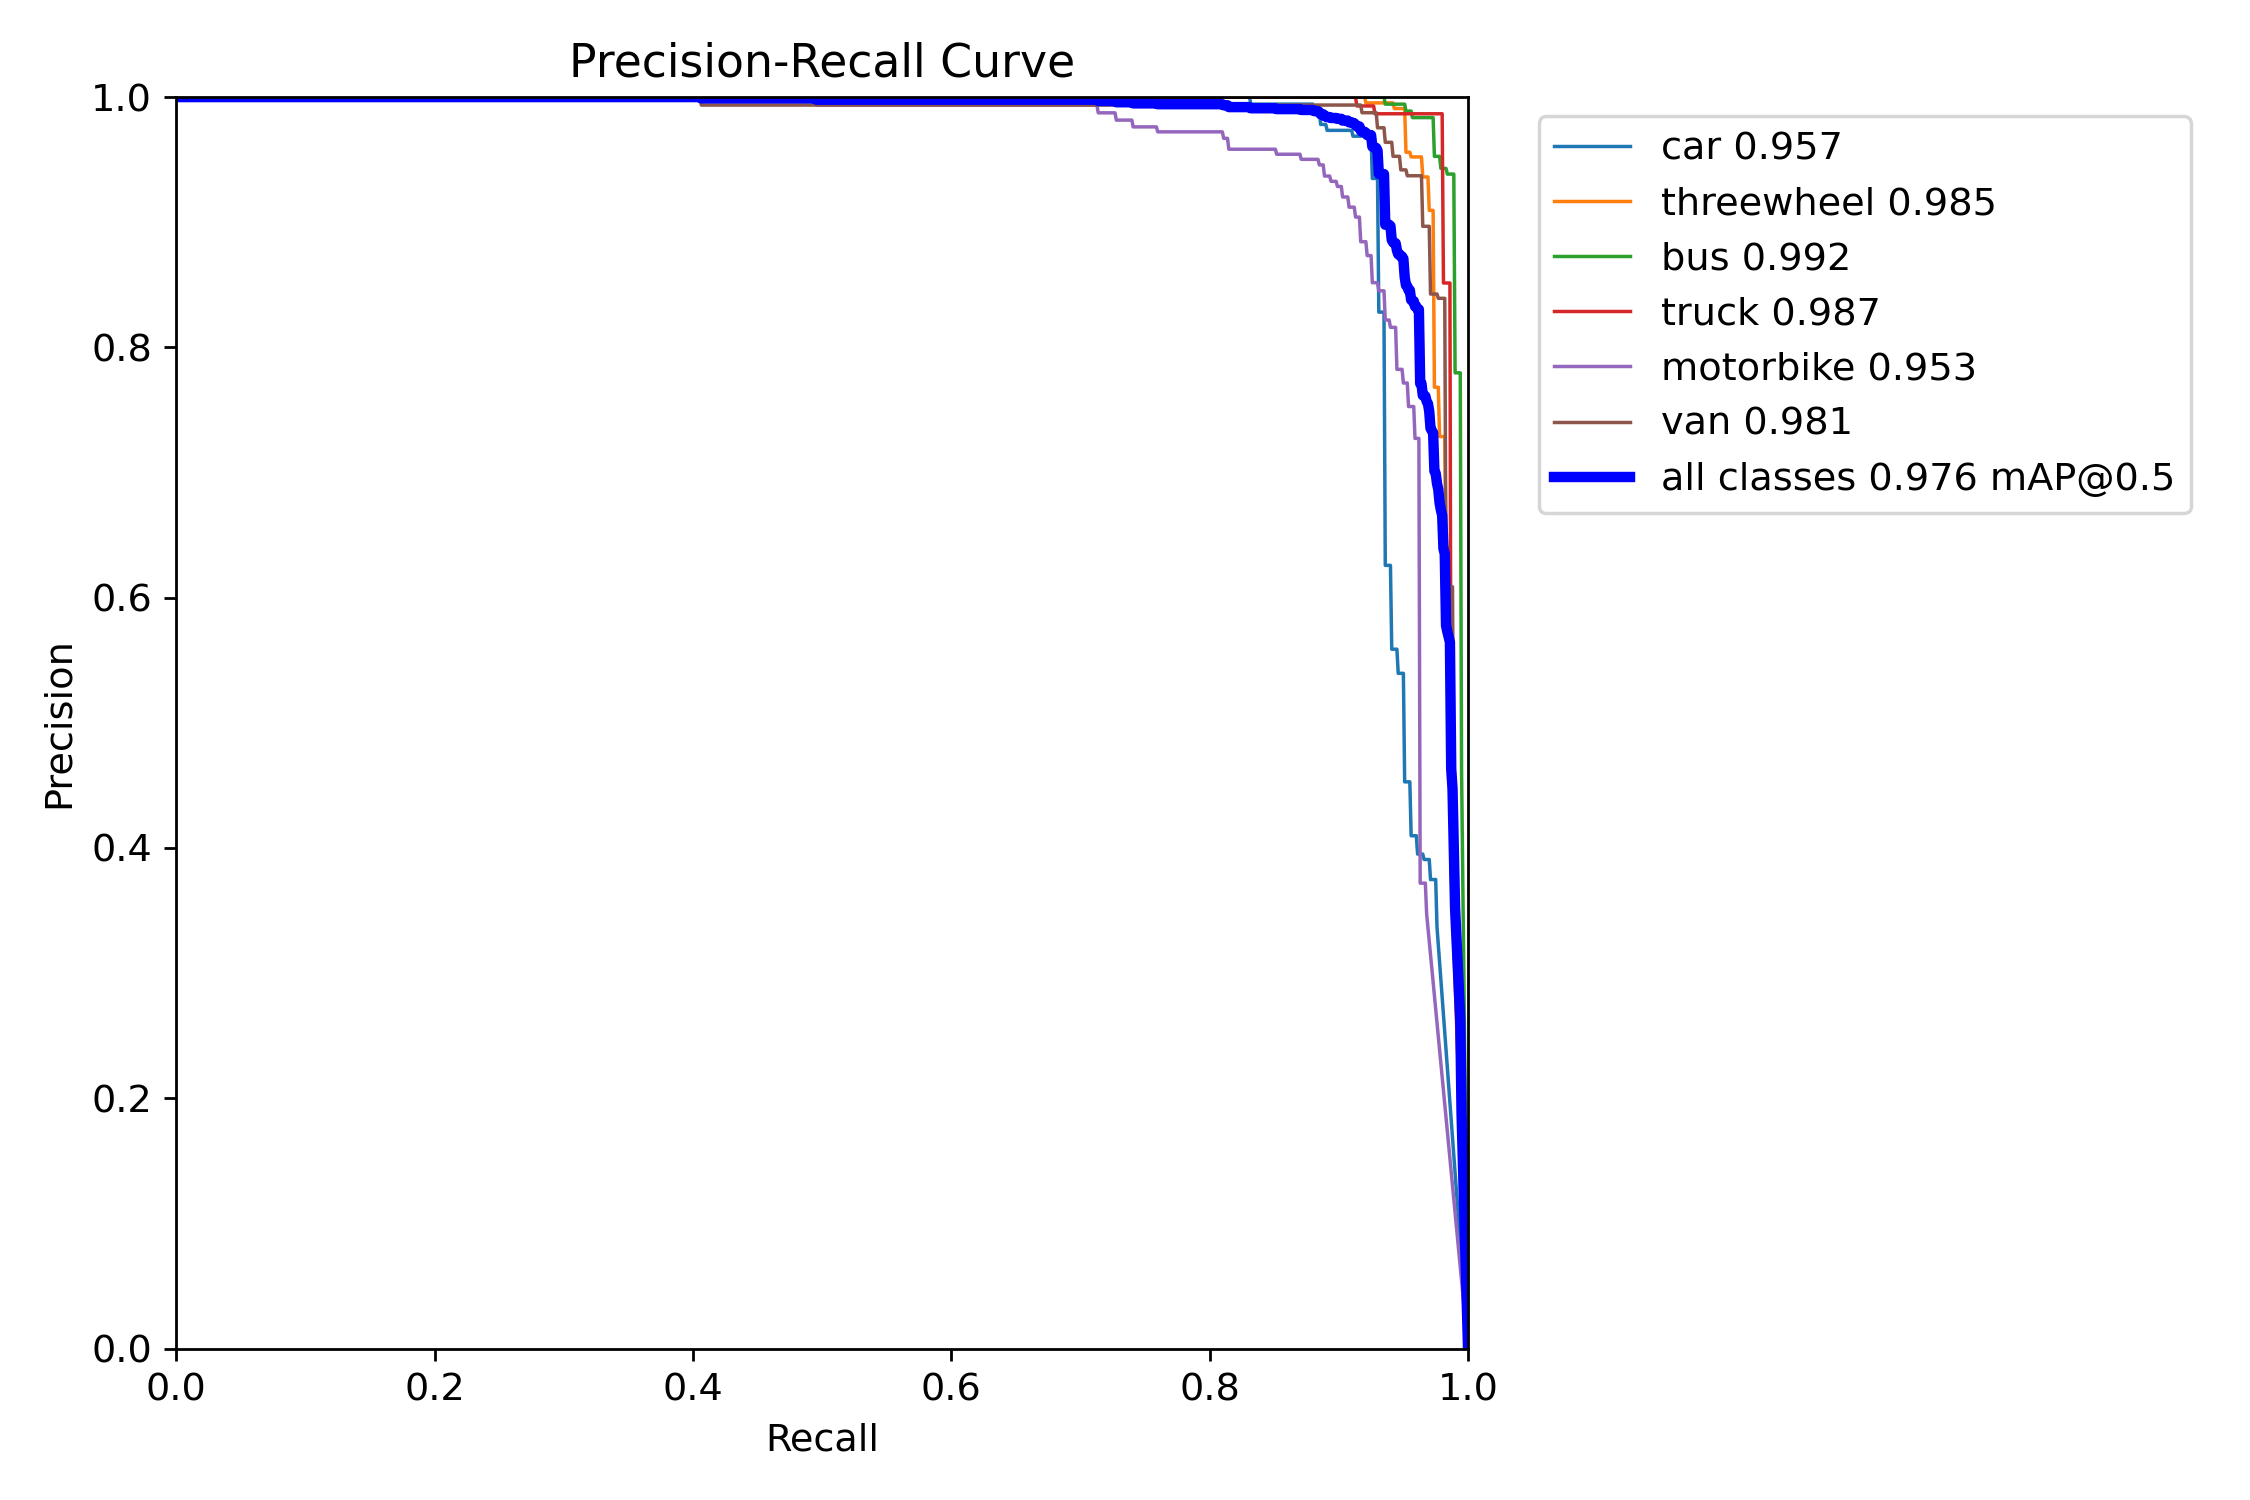 Precision-Recall Curve
1.0
0.8
0.6
0.4
0.2
0.0
Precision
0.0 0.2 0.4 0.6 0.8 1.0
Recall
car 0.957
threewheel 0.985
bus 0.992
truck 0.987
motorbike 0.953
van 0.981
all classes 0.976 mAP@0.5